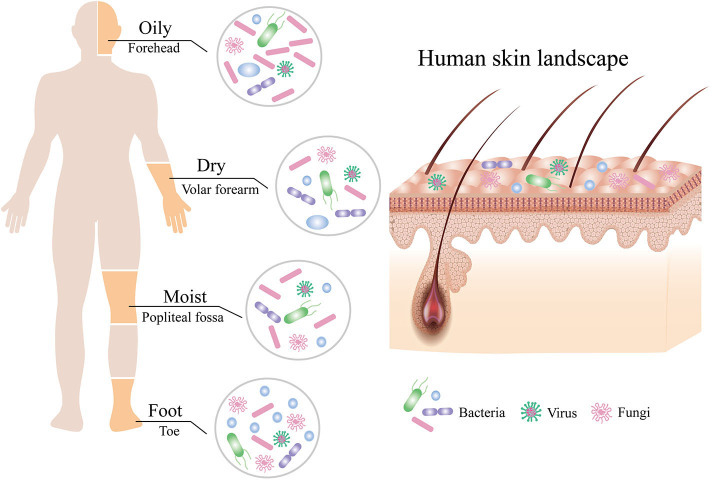 Oily
Forehead
Human skin landscape
Dry
Volar forearm
Moist
Popliteal fossa
Foot
Toe
Bacteria
Virus
Fungi